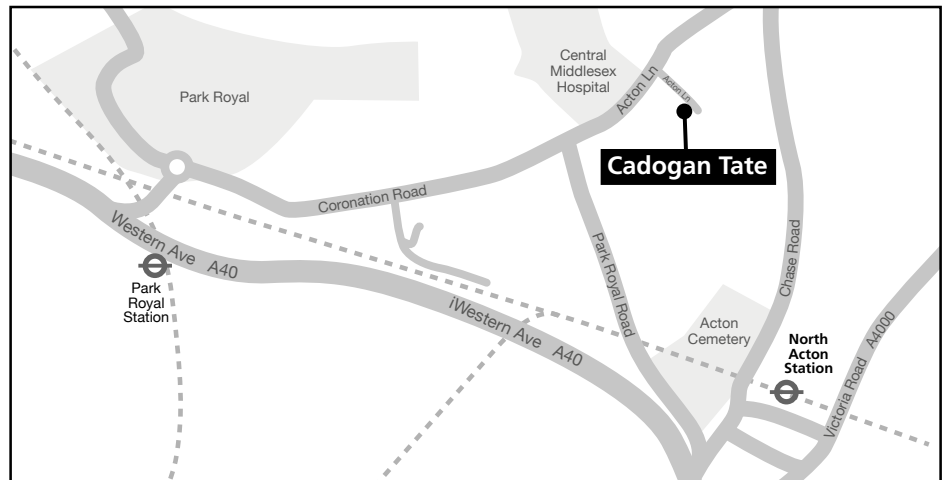 Central
Middlesex
Hospital
Park Royal
Acton Ln
Acton Ln
Cadogan Tate
Coronation Road
Western Ave A40
Park
Royal
Station
Park Royal Road
Chase Road
iWestern Ave A40
Acton
Cemetery
North
Acton
Station
Victoria Road A4000